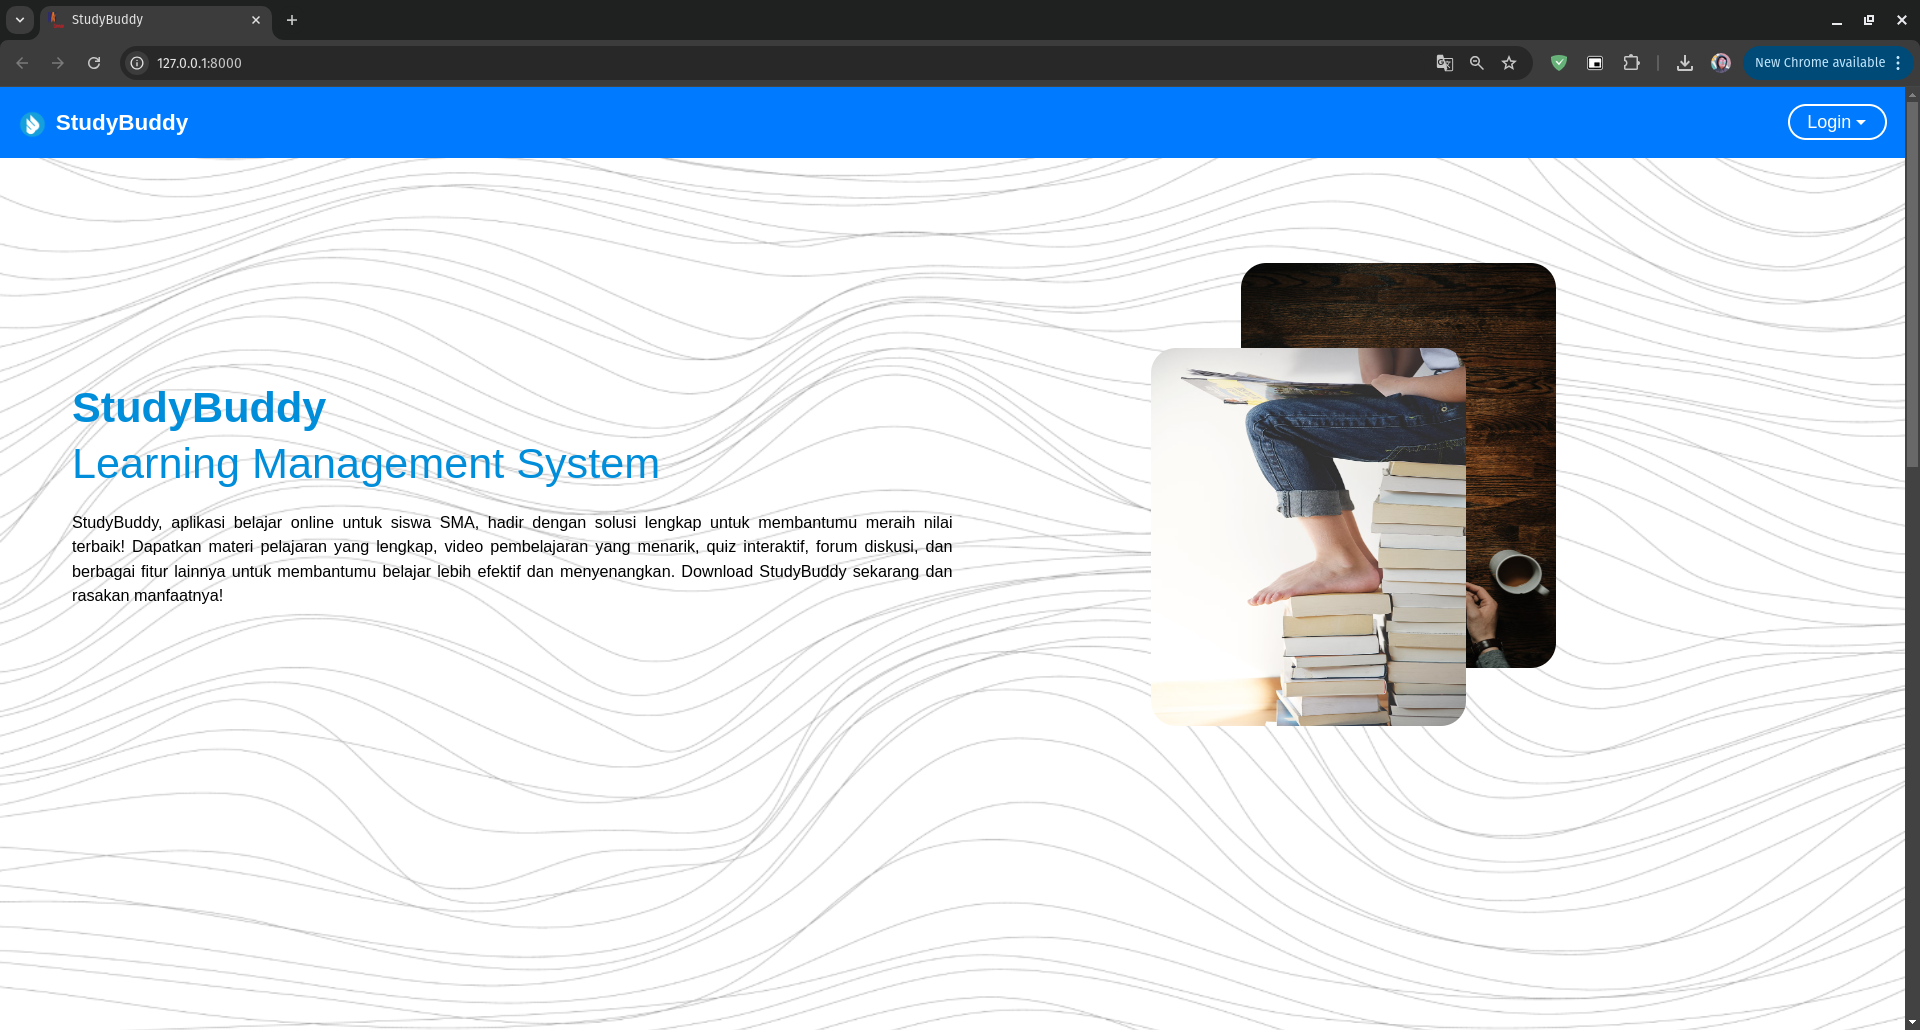 StudyBuddy
127.0.0.1:8000
New Chrome available
StudyBuddy
Login
StudyBuddy
Learning Management System
StudyBuddy, aplikasi belajar online untuk siswa SMA, hadir dengan solusi lengkap untuk membantumu meraih nilai
terbaik! Dapatkan materi pelajaran yang lengkap, video pembelajaran yang menarik, quiz interaktif, forum diskusi, dan
berbagai fitur lainnya untuk membantumu belajar lebih efektif dan menyenangkan. Download StudyBuddy sekarang dan
rasakan manfaatnya!